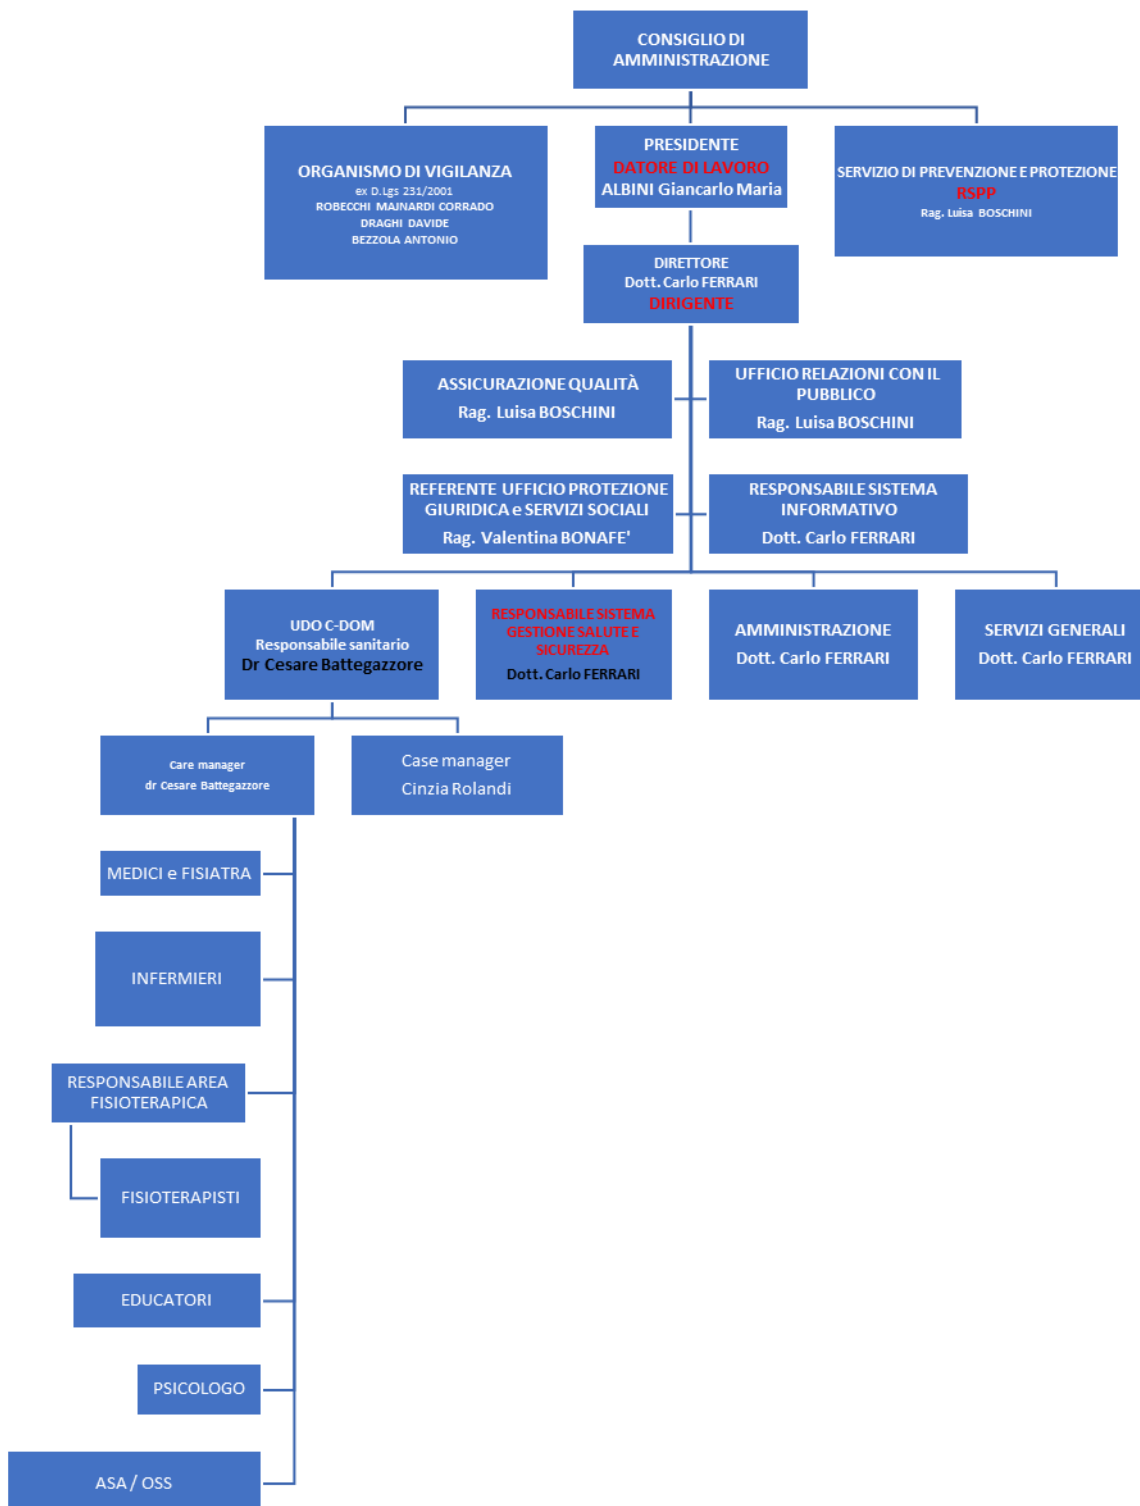 CONSIGLIO DI
AMMINISTRAZIONE
ORGANISMO DI VIGILANZA
ex D.Lgs 231/2001
ROBECCHI MAJNARDI CORRADO
DRAGHI DAVIDE
BEZZOLA ANTONIO
PRESIDENTE
DATORE DI LAVORO
ALBINI Giancarlo Maria
SERVIZIO DI PREVENZIONE E PROTEZIONE
RSPP
Rag. Luisa BOSCHINI
DIRETTORE
Dott. Carlo FERRARI
DIRIGENTE
ASSICURAZIONE QUALITÀ
Rag. Luisa BOSCHINI
UFFICIO RELAZIONI CON IL
PUBBLICO
Rag. Luisa BOSCHINI
REFERENTE UFFICIO PROTEZIONE
GIURIDICA e SERVIZI SOCIALI
Rag. Valentina BONAFE'
RESPONSABILE SISTEMA
INFORMATIVO
Dott. Carlo FERRARI
UDO C-DOM
Responsabile sanitario
Dr Cesare Battegazzore
RESPONSABILE SISTEMA
GESTIONE SALUTE E
SICUREZZA
Dott. Carlo FERRARI
AMMINISTRAZIONE
Dott. Carlo FERRARI
SERVIZI GENERALI
Dott. Carlo FERRARI
Care manager
dr Cesare Battegazzore
Case manager
Cinzia Rolandi
MEDICI e FISIATRA
INFERMIERI
RESPONSABILE AREA
FISIOTERAPICA
FISIOTERAPISTI
EDUCATORI
PSICOLOGO
ASA / OSS